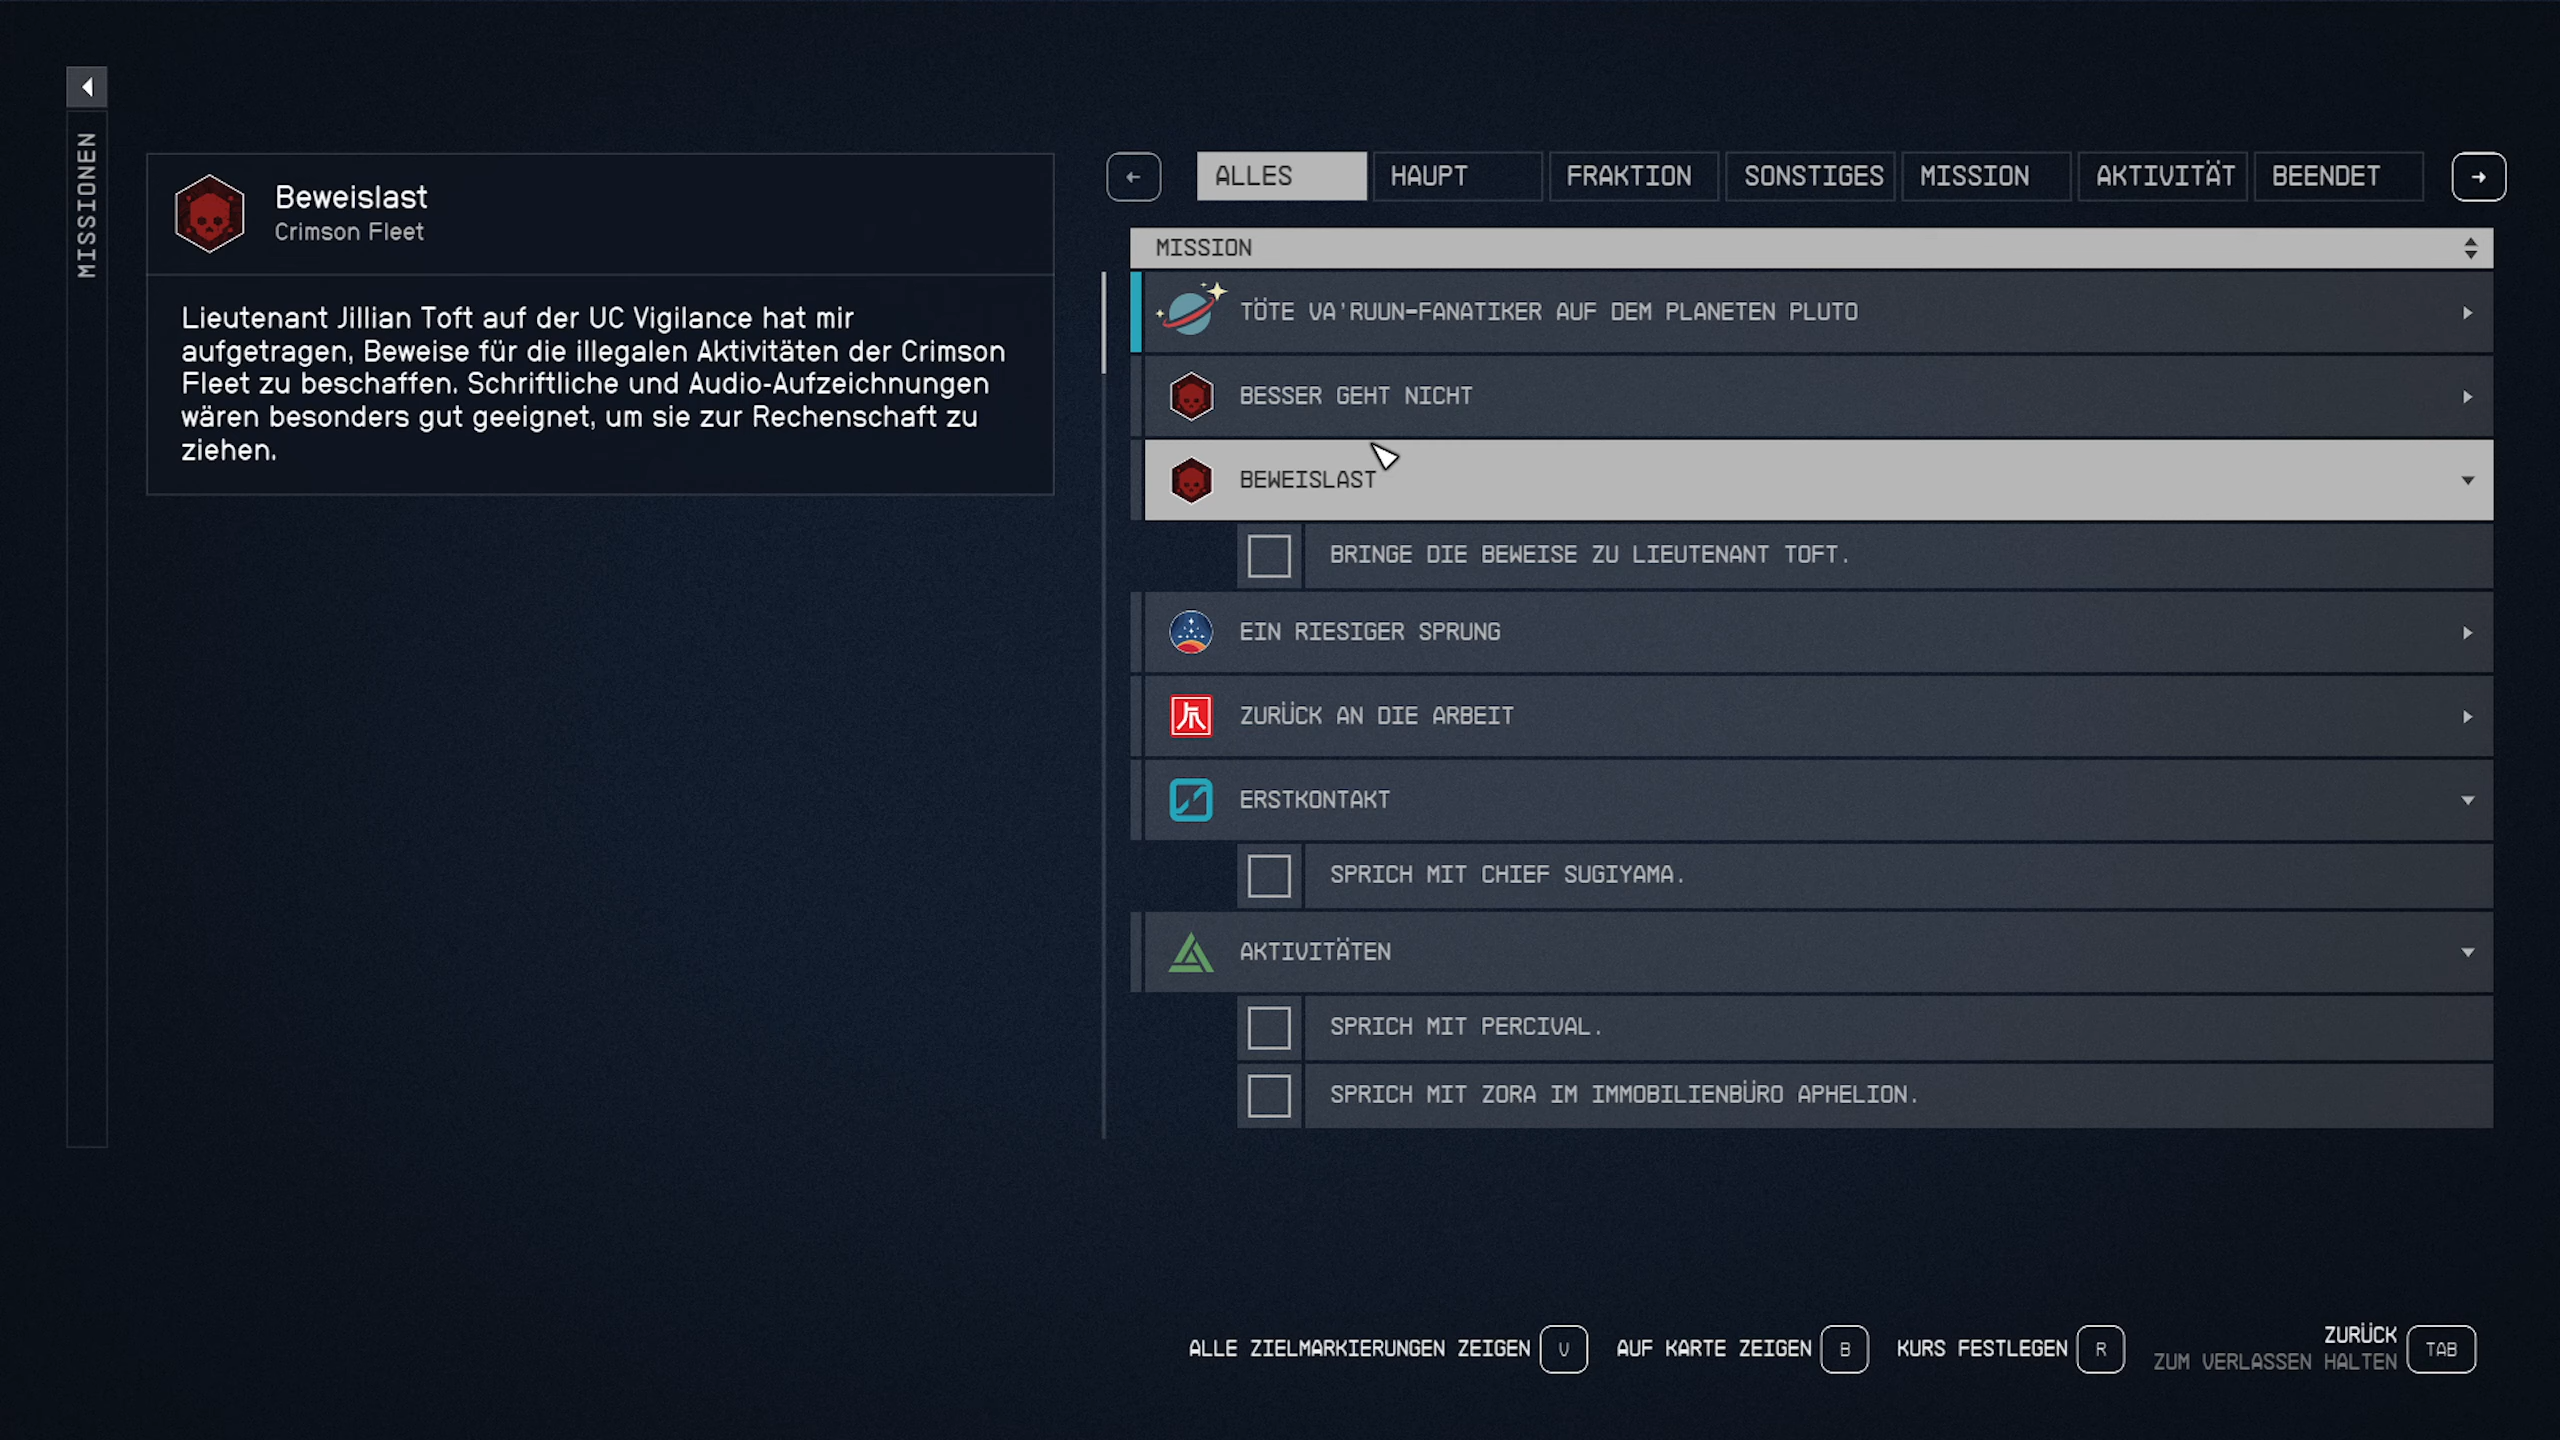 MISSIONEN
Beweislast
Crimson Fleet
Lieutenant Jillian Toft auf der UC Vigilance hat mir
aufgetragen, Beweise für die illegalen Aktivitäten der Crimson
Fleet zu beschaffen. Schriftliche und Audio-Aufzeichnungen
wären besonders gut geeignet, um sie zur Rechenschaft zu
ziehen.
ALLES HAUPT FRAKTION SONSTIGES MISSION AKTIVITÄT BEENDET
MISSION
TÖTE VA'RUUN-FANATIKER AUF DEM PLANETEN PLUTO
BESSER GEHT NICHT
BEWEISLAST
BRINGE DIE BEWEISE ZU LIEUTENANT TOFT.
EIN RIESIGER SPRUNG
ZURÜCK AN DIE ARBEIT
ERSTKONTAKT
SPRICH MIT CHIEF SUGIYAMA.
AKTIVITÄTEN
SPRICH MIT PERCIVAL.
SPRICH MIT ZORA IM IMMOBILIENBÜRO APHELION.
ALLE ZIELMARKIERUNGEN ZEIGEN V AUF KARTE ZEIGEN B KURS FESTLEGEN R ZURÜCK TAB
ZUM VERLASSEN HALTEN